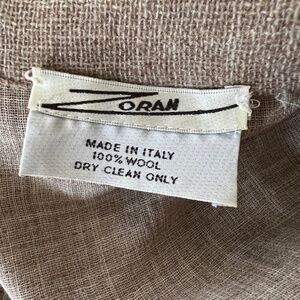 ZORAN
MADE IN ITALY
100% WOOL
DRY CLEAN ONLY